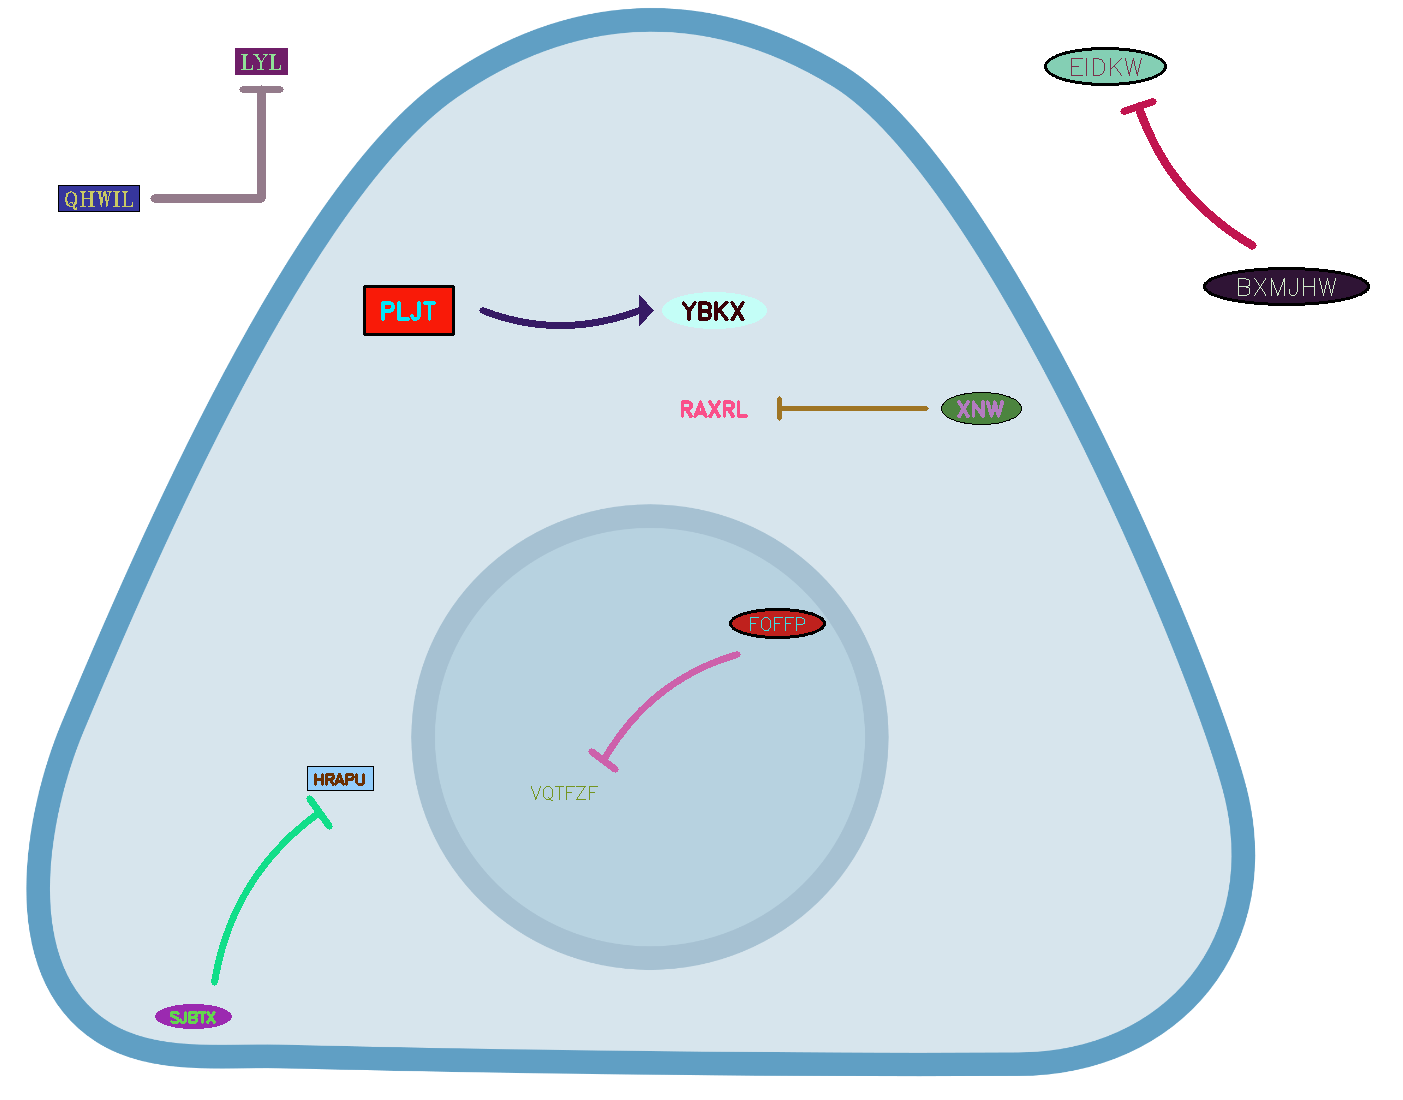 LYL
EIDKW
QHWIL
BXMJHW
PLJT
YBKX
RAXRL
XNW
FOFFP
HRAPU
VQTFZF
SJBTX